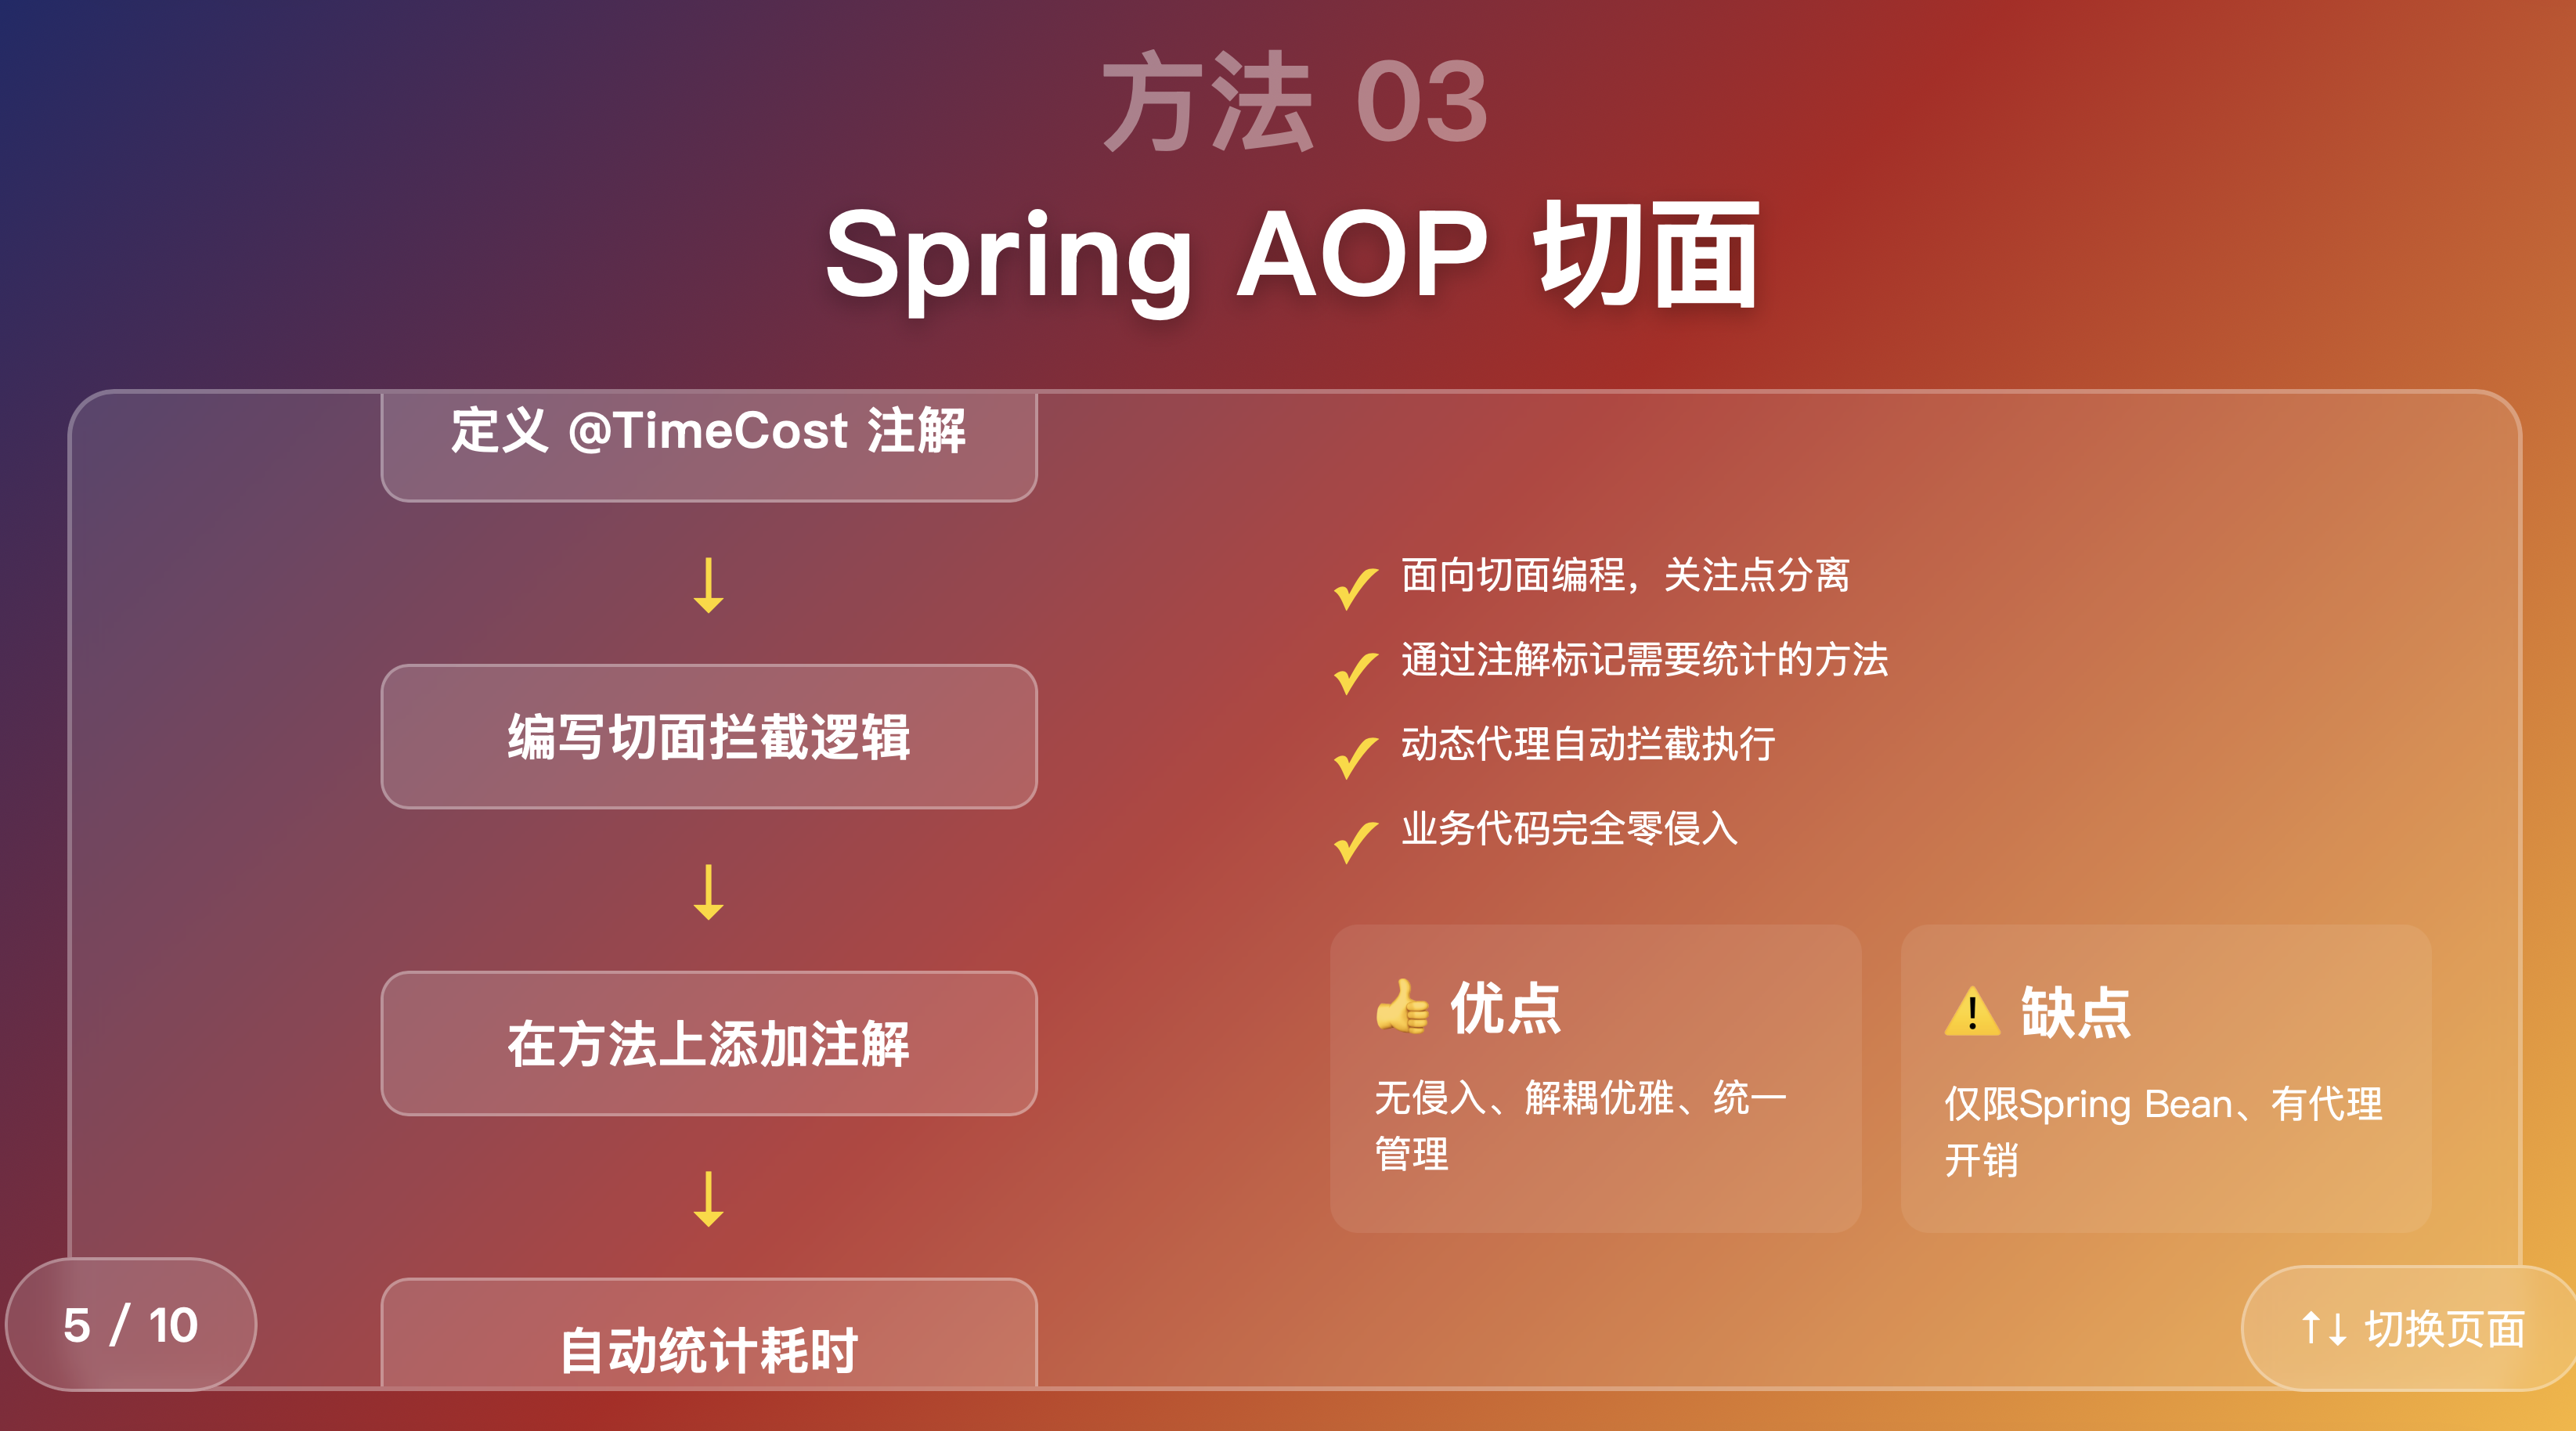 方法 03
Spring AOP 切面
定义 @TimeCost 注解
↓
编写切面拦截逻辑
↓
在方法上添加注解
↓
自动统计耗时
✔ 面向切面编程，关注点分离
✔ 通过注解标记需要统计的方法
✔ 动态代理自动拦截执行
✔ 业务代码完全零侵入
👍 优点
无侵入、解耦优雅、统一
管理
⚠️ 缺点
仅限Spring Bean、有代理
开销
5 / 10
↑↓ 切换页面